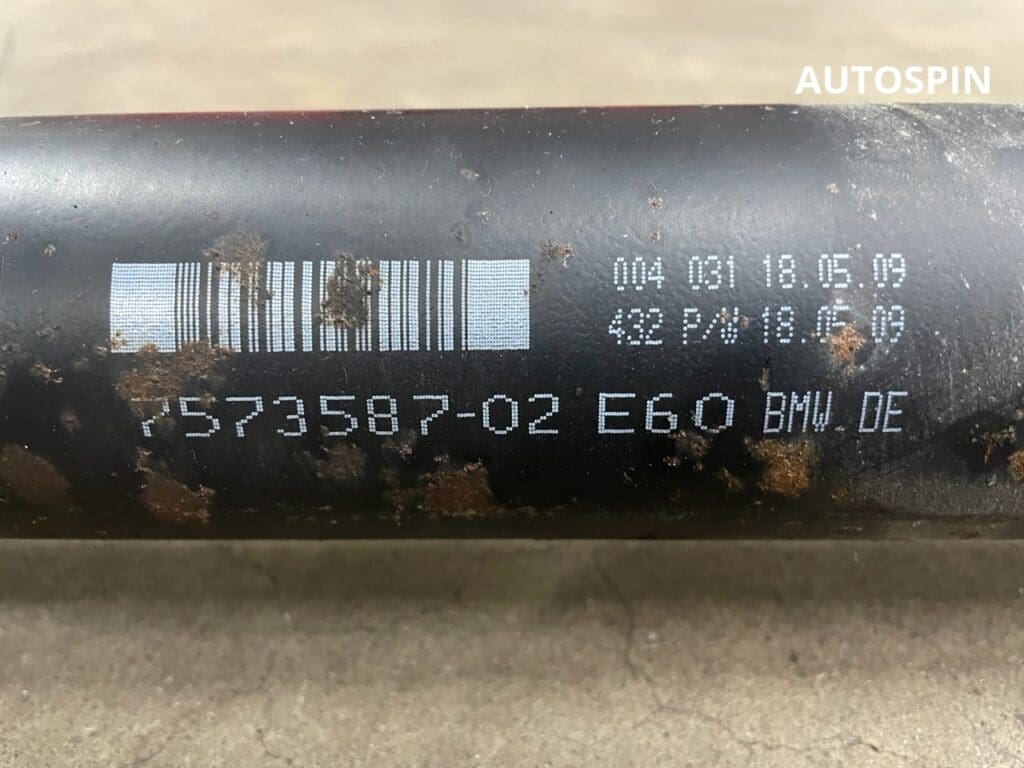 AUTOSPIN
004 031 18.05.09
432 P/W 18.05.09
7573587-02 E60 BMW DE